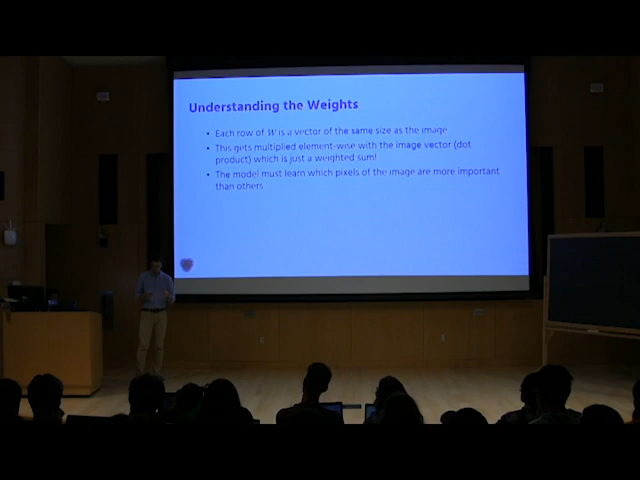 Understanding the Weights
• Each row of W is a vector of the same size as the image
• This gets multiplied element-wise with the image vector (dot
product) which is just a weighted sum!
• The model must learn which pixels of the image are more important
than others